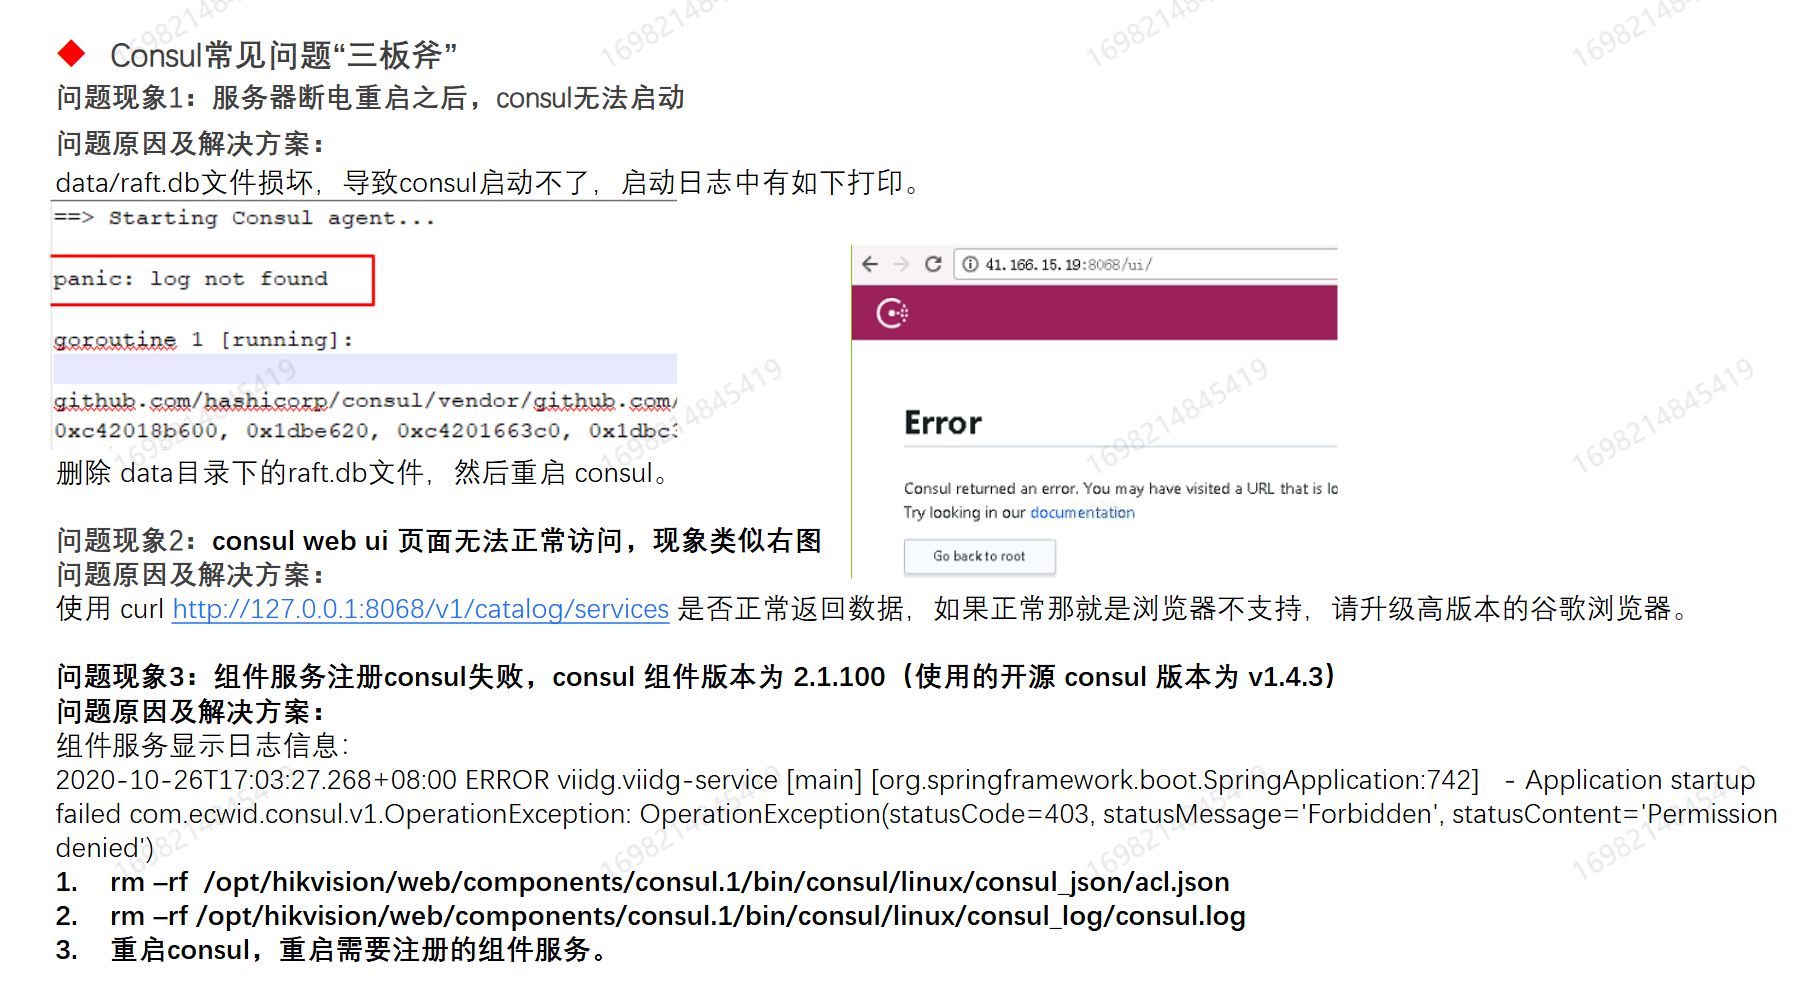 Consul常见问题“三板斧”
问题现象1：服务器断电重启之后，consul无法启动
问题原因及解决方案：
data/raft.db文件损坏，导致consul启动不了，启动日志中有如下打印。
==> Starting Consul agent...
panic: log not found
goroutine 1 [running]:
github.com/hashicorp/consul/vendor/github.com/
0xc42018b600, 0x1dbe620, 0xc4201663c0, 0x1dbc3
删除 data目录下的raft.db文件，然后重启 consul。
41.166.15.19:8068/ui/
Error
Consul returned an error. You may have visited a URL that is lo
Try looking in our documentation
Go back to root
问题现象2：consul web ui 页面无法正常访问，现象类似右图
问题原因及解决方案：
使用 curl http://127.0.0.1:8068/v1/catalog/services 是否正常返回数据，如果正常那就是浏览器不支持，请升级高版本的谷歌浏览器。
问题现象3：组件服务注册consul失败，consul 组件版本为 2.1.100（使用的开源 consul 版本为 v1.4.3）
问题原因及解决方案：
组件服务显示日志信息：
2020-10-26T17:03:27.268+08:00 ERROR viidg.viidg-service [main] [org.springframework.boot.SpringApplication:742] - Application startup
failed com.ecwid.consul.v1.OperationException: OperationException(statusCode=403, statusMessage='Forbidden', statusContent='Permission
denied')
1. rm –rf /opt/hikvision/web/components/consul.1/bin/consul/linux/consul_json/acl.json
2. rm –rf /opt/hikvision/web/components/consul.1/bin/consul/linux/consul_log/consul.log
3. 重启consul，重启需要注册的组件服务。
1698214845419
1698214845419
1698214845419
1698214845419
1698214845419
1698214845419
1698214845419
1698214845419
1698214845419
1698214845419
1698214845419
1698214845419